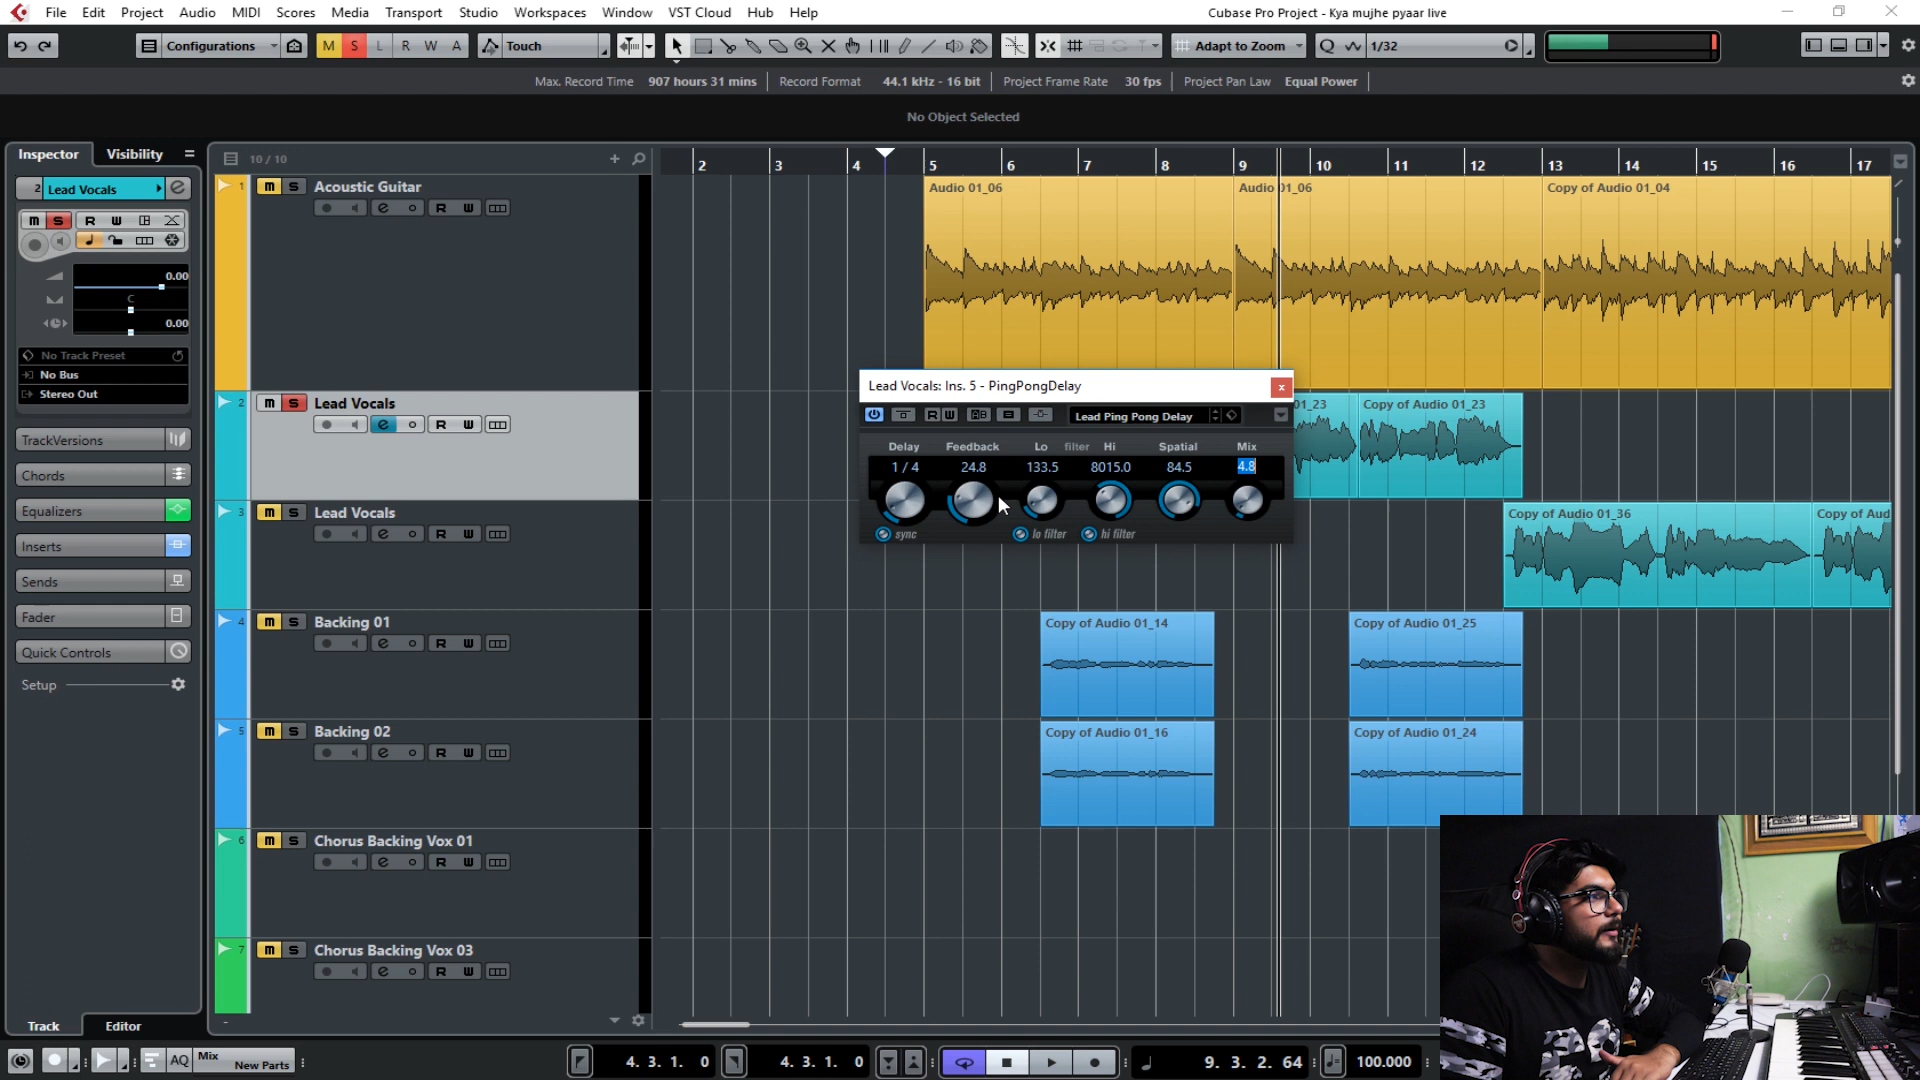 File Edit Project Audio MIDI Scores Media Transport Studio Workspaces Window VST Cloud Hub Help
Cubase Pro Project - Kya mujhe pyaar live
Configurations M S L R W A Touch Adapt to Zoom Q 1/32
Max. Record Time 907 hours 31 mins Record Format 44.1 kHz - 16 bit Project Frame Rate 30 fps Project Pan Law Equal Power
No Object Selected
Inspector Visibility
10 / 10
2 3 4 5 6 7 8 9 10 11 12 13 14 15 16 17
2 Lead Vocals e
m S R W
0.00
C
0.00
No Track Preset
No Bus
Stereo Out
TrackVersions
Chords
Equalizers
Inserts
Sends
Fader
Quick Controls
Setup
1 m S Acoustic Guitar
e R W
Audio 01_06 Audio 01_06 Copy of Audio 01_04
2 m S Lead Vocals
e R W
01_23 Copy of Audio 01_23
Lead Vocals: Ins. 5 - PingPongDelay x
R W Lead Ping Pong Delay
Delay Feedback Lo filter Hi Spatial Mix
1 / 4 24.8 133.5 8015.0 84.5 4.8
sync lo filter hi filter
3 m S Lead Vocals
e R W
Copy of Audio 01_36 Copy of Aud
4 m S Backing 01
e R W
Copy of Audio 01_14 Copy of Audio 01_25
5 m S Backing 02
e R W
Copy of Audio 01_16 Copy of Audio 01_24
6 m S Chorus Backing Vox 01
e R W
7 m S Chorus Backing Vox 03
e R W
Track Editor
AQ Mix
New Parts
4. 3. 1. 0 4. 3. 1. 0 9. 3. 2. 64 100.000